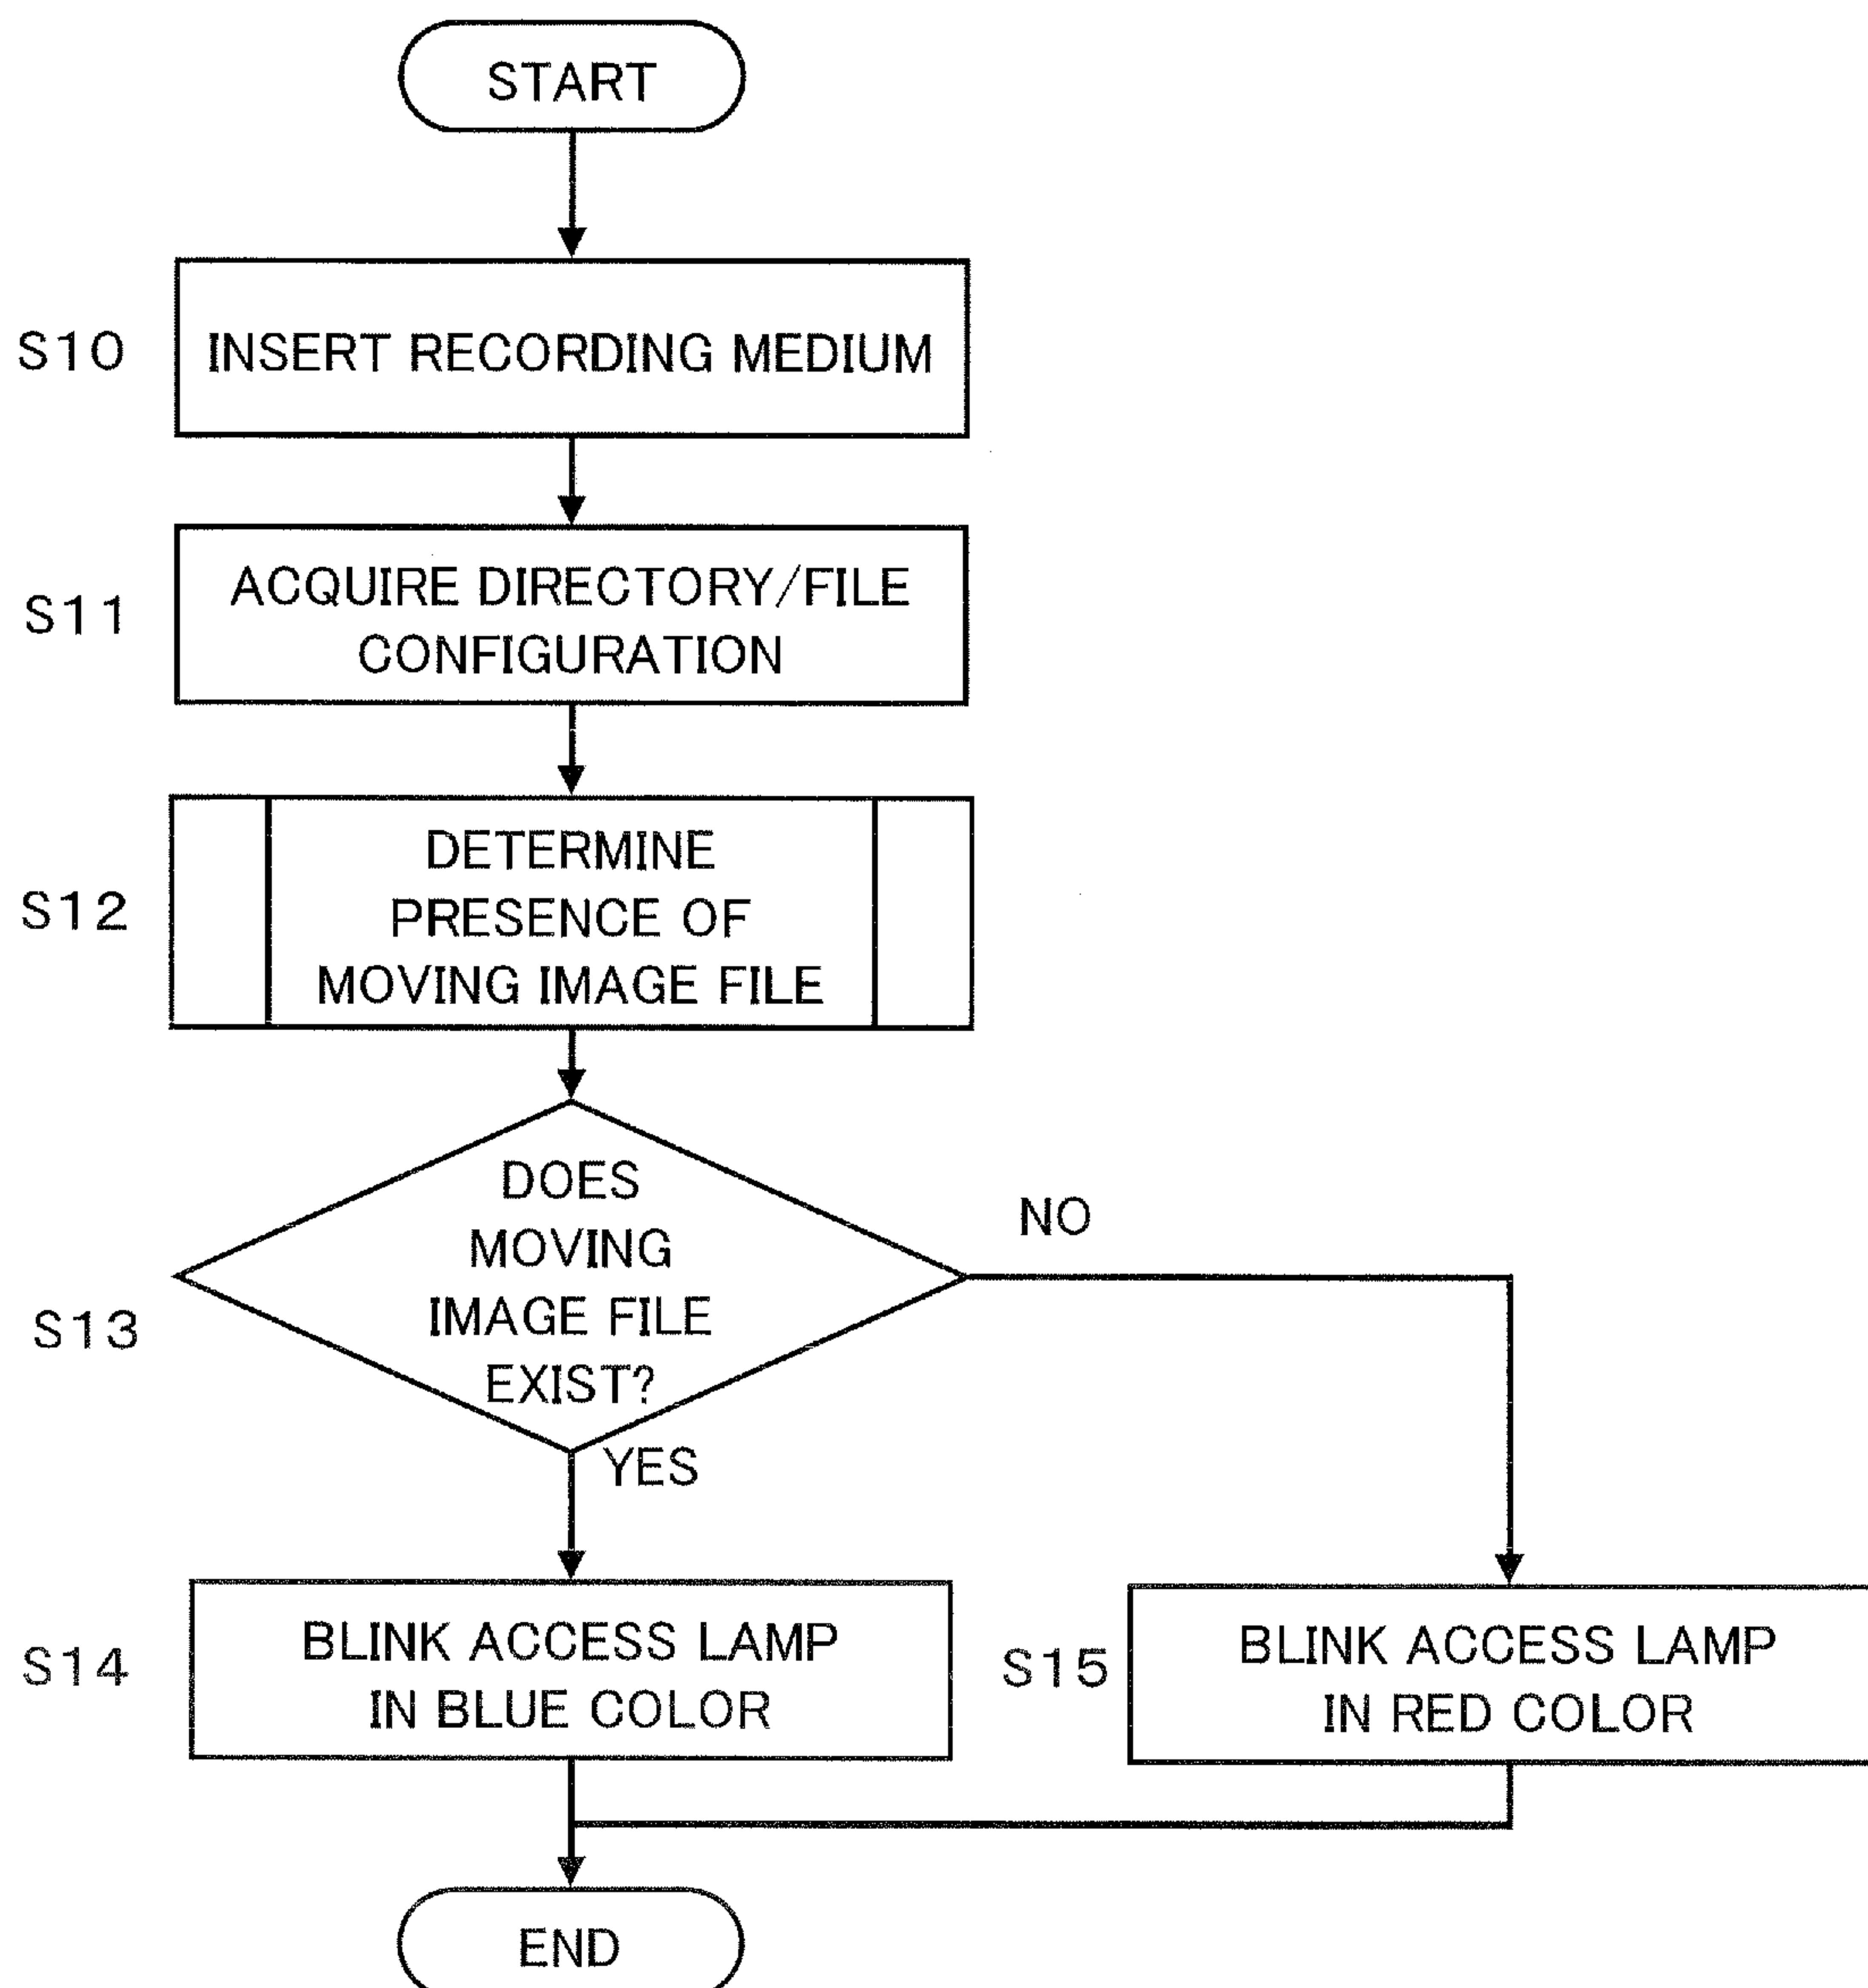 START
S10
INSERT RECORDING MEDIUM
S11
ACQUIRE DIRECTORY/FILE
CONFIGURATION
S12
DETERMINE
PRESENCE OF
MOVING IMAGE FILE
S13
DOES
MOVING
IMAGE FILE
EXIST?
NO
YES
S14
BLINK ACCESS LAMP
IN BLUE COLOR
S15
BLINK ACCESS LAMP
IN RED COLOR
END